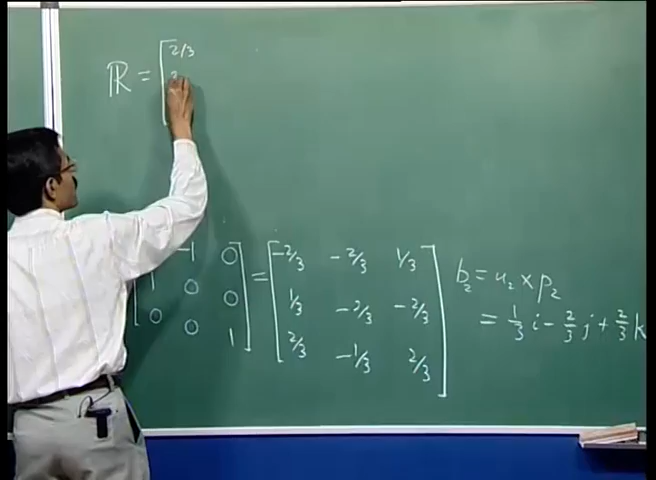 ℝ = [ 2/3
2
-1 0
1 0 0
0 0 1 ]
= [ -2/3 -2/3 1/3
1/3 -2/3 -2/3
2/3 -1/3 2/3 ]
b₂ = u₂ × p₂
= 1/3 i - 2/3 j + 2/3 k